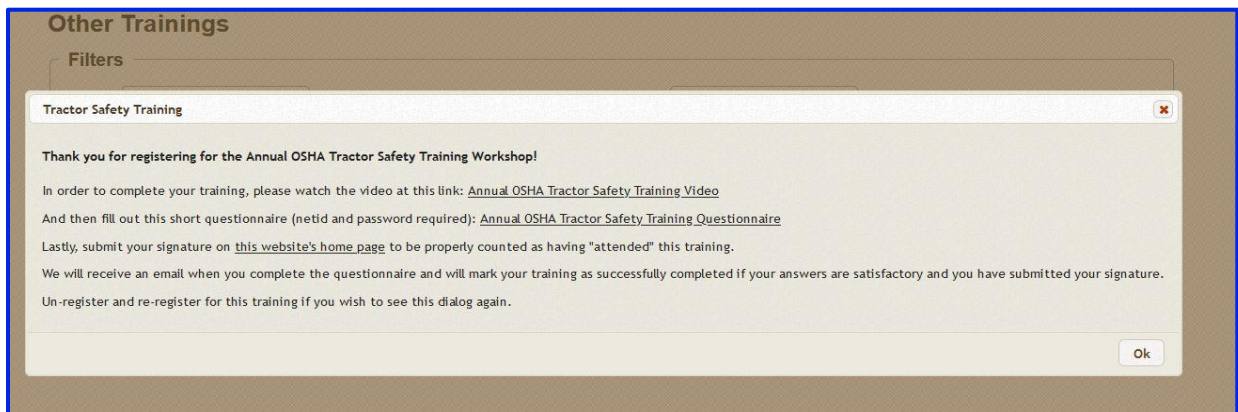 Other Trainings
Filters
Tractor Safety Training
Thank you for registering for the Annual OSHA Tractor Safety Training Workshop!
In order to complete your training, please watch the video at this link: Annual OSHA Tractor Safety Training Video
And then fill out this short questionnaire (netid and password required): Annual OSHA Tractor Safety Training Questionnaire
Lastly, submit your signature on this website's home page to be properly counted as having "attended" this training.
We will receive an email when you complete the questionnaire and will mark your training as successfully completed if your answers are satisfactory and you have submitted your signature.
Un-register and re-register for this training if you wish to see this dialog again.
Ok